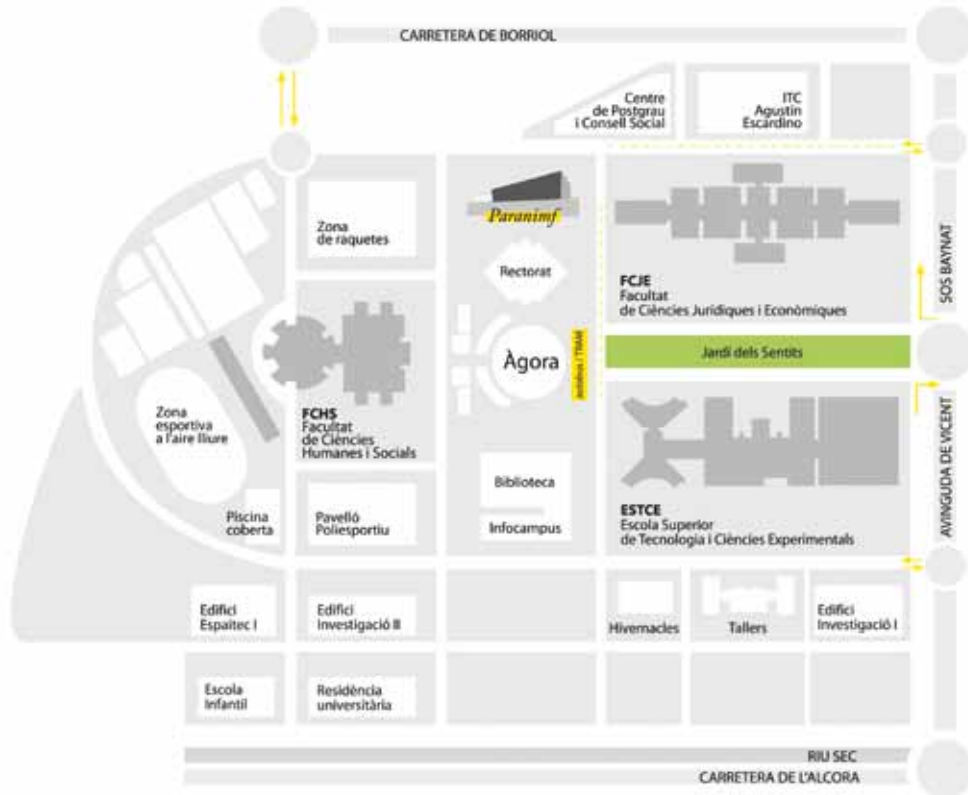 CARRETERA DE BORRIOL
Centre
de Postgrau
i Consell Social
ITC
Agustin
Escardino
Zona
de raquetes
Paranimf
Rectorat
FCJE
Facultat
de Ciències Jurídiques i Econòmiques
SOS BAYNAT
Àgora
autobús i TRAM
Jardí dels Sentits
Zona
esportiva
a l'aire lliure
FCHS
Facultat
de Ciències
Humanes i Socials
Piscina
coberta
Pavelló
Poliesportiu
Biblioteca
Infocampus
ESTCE
Escola Superior
de Tecnologia i Ciències Experimentals
AVINGUDA DE VICENT
Edifici
Espaitec I
Edifici
Investigació II
Hivernacles
Tallers
Edifici
Investigació I
Escola
Infantil
Residència
universitària
RIU SEC
CARRETERA DE L'ALCORA